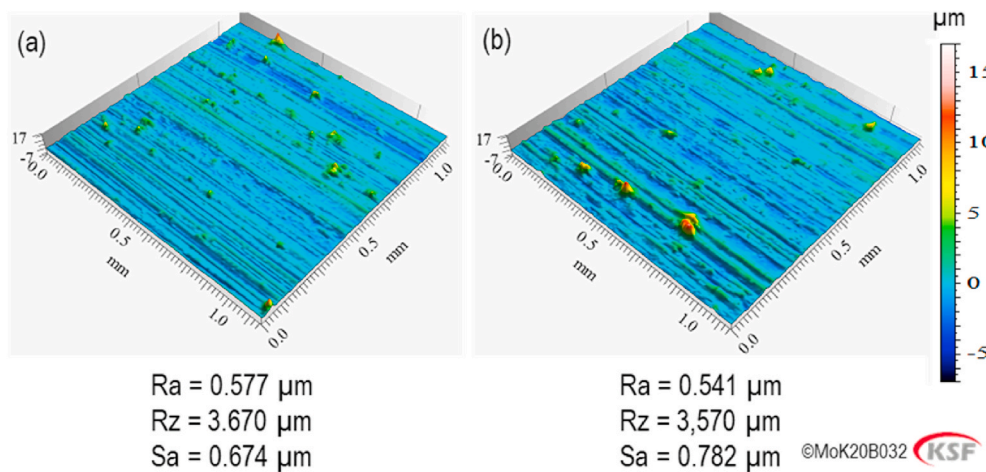 (a)
(b)
µm
17
-7
0.0
0.5
mm
1.0
0.0
0.5
mm
1.0
17
-7
0.0
0.5
mm
1.0
0.0
0.5
mm
1.0
15
10
5
0
-5
Ra = 0.577 µm
Rz = 3.670 µm
Sa = 0.674 µm
Ra = 0.541 µm
Rz = 3,570 µm
Sa = 0.782 µm
©MoK20B032 KSF